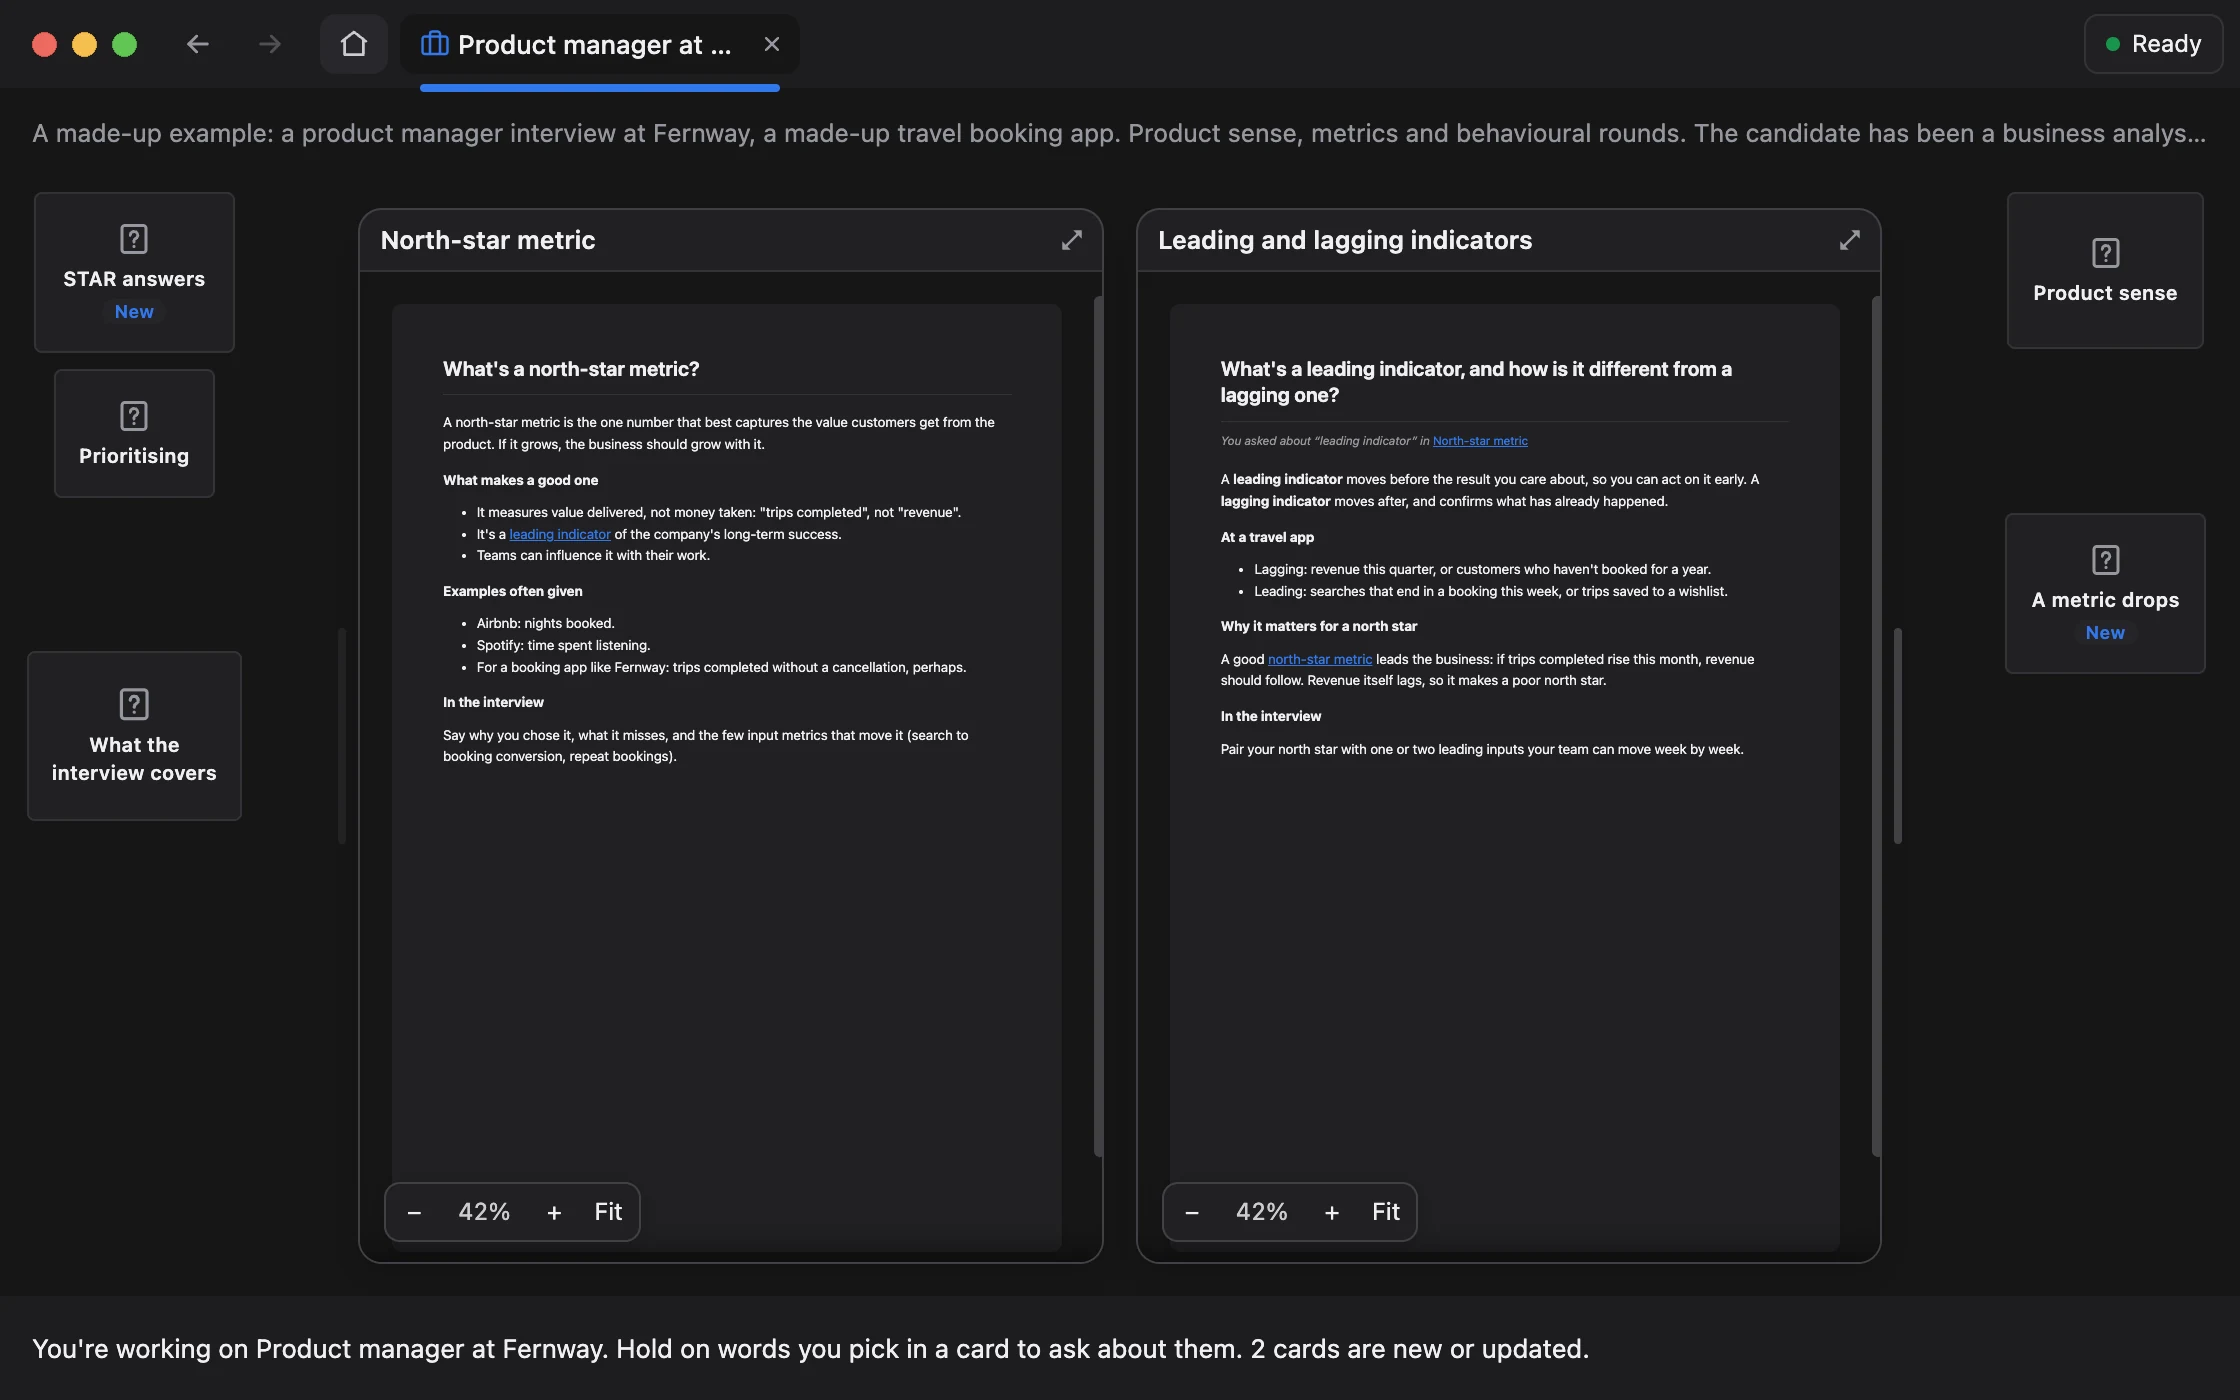 Product manager at ...
Ready
A made-up example: a product manager interview at Fernway, a made-up travel booking app. Product sense, metrics and behavioural rounds. The candidate has been a business analys...
STAR answers
New
Prioritising
What the
interview covers
North-star metric
What's a north-star metric?
A north-star metric is the one number that best captures the value customers get from the
product. If it grows, the business should grow with it.
What makes a good one
• It measures value delivered, not money taken: "trips completed", not "revenue".
• It's a leading indicator of the company's long-term success.
• Teams can influence it with their work.
Examples often given
• Airbnb: nights booked.
• Spotify: time spent listening.
• For a booking app like Fernway: trips completed without a cancellation, perhaps.
In the interview
Say why you chose it, what it misses, and the few input metrics that move it (search to
booking conversion, repeat bookings).
− 42% + Fit
Leading and lagging indicators
What's a leading indicator, and how is it different from a
lagging one?
You asked about “leading indicator” in North-star metric
A leading indicator moves before the result you care about, so you can act on it early. A
lagging indicator moves after, and confirms what has already happened.
At a travel app
• Lagging: revenue this quarter, or customers who haven't booked for a year.
• Leading: searches that end in a booking this week, or trips saved to a wishlist.
Why it matters for a north star
A good north-star metric leads the business: if trips completed rise this month, revenue
should follow. Revenue itself lags, so it makes a poor north star.
In the interview
Pair your north star with one or two leading inputs your team can move week by week.
− 42% + Fit
Product sense
A metric drops
New
You're working on Product manager at Fernway. Hold on words you pick in a card to ask about them. 2 cards are new or updated.